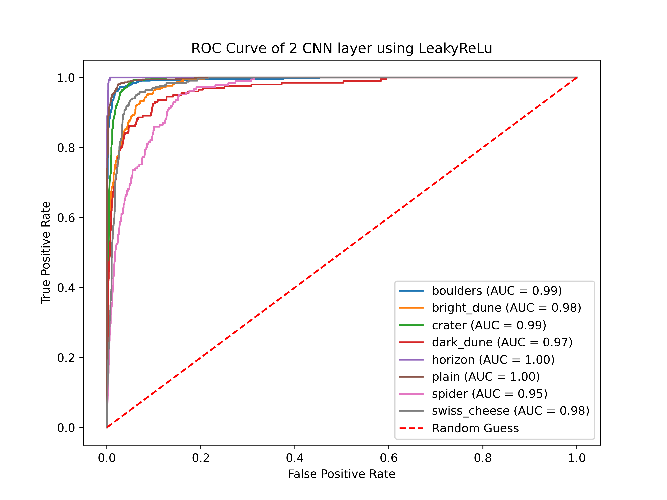 ROC Curve of 2 CNN layer using LeakyReLu
True Positive Rate
1.0
0.8
0.6
0.4
0.2
0.0
0.0 0.2 0.4 0.6 0.8 1.0
False Positive Rate
boulders (AUC = 0.99)
bright_dune (AUC = 0.98)
crater (AUC = 0.99)
dark_dune (AUC = 0.97)
horizon (AUC = 1.00)
plain (AUC = 1.00)
spider (AUC = 0.95)
swiss_cheese (AUC = 0.98)
Random Guess